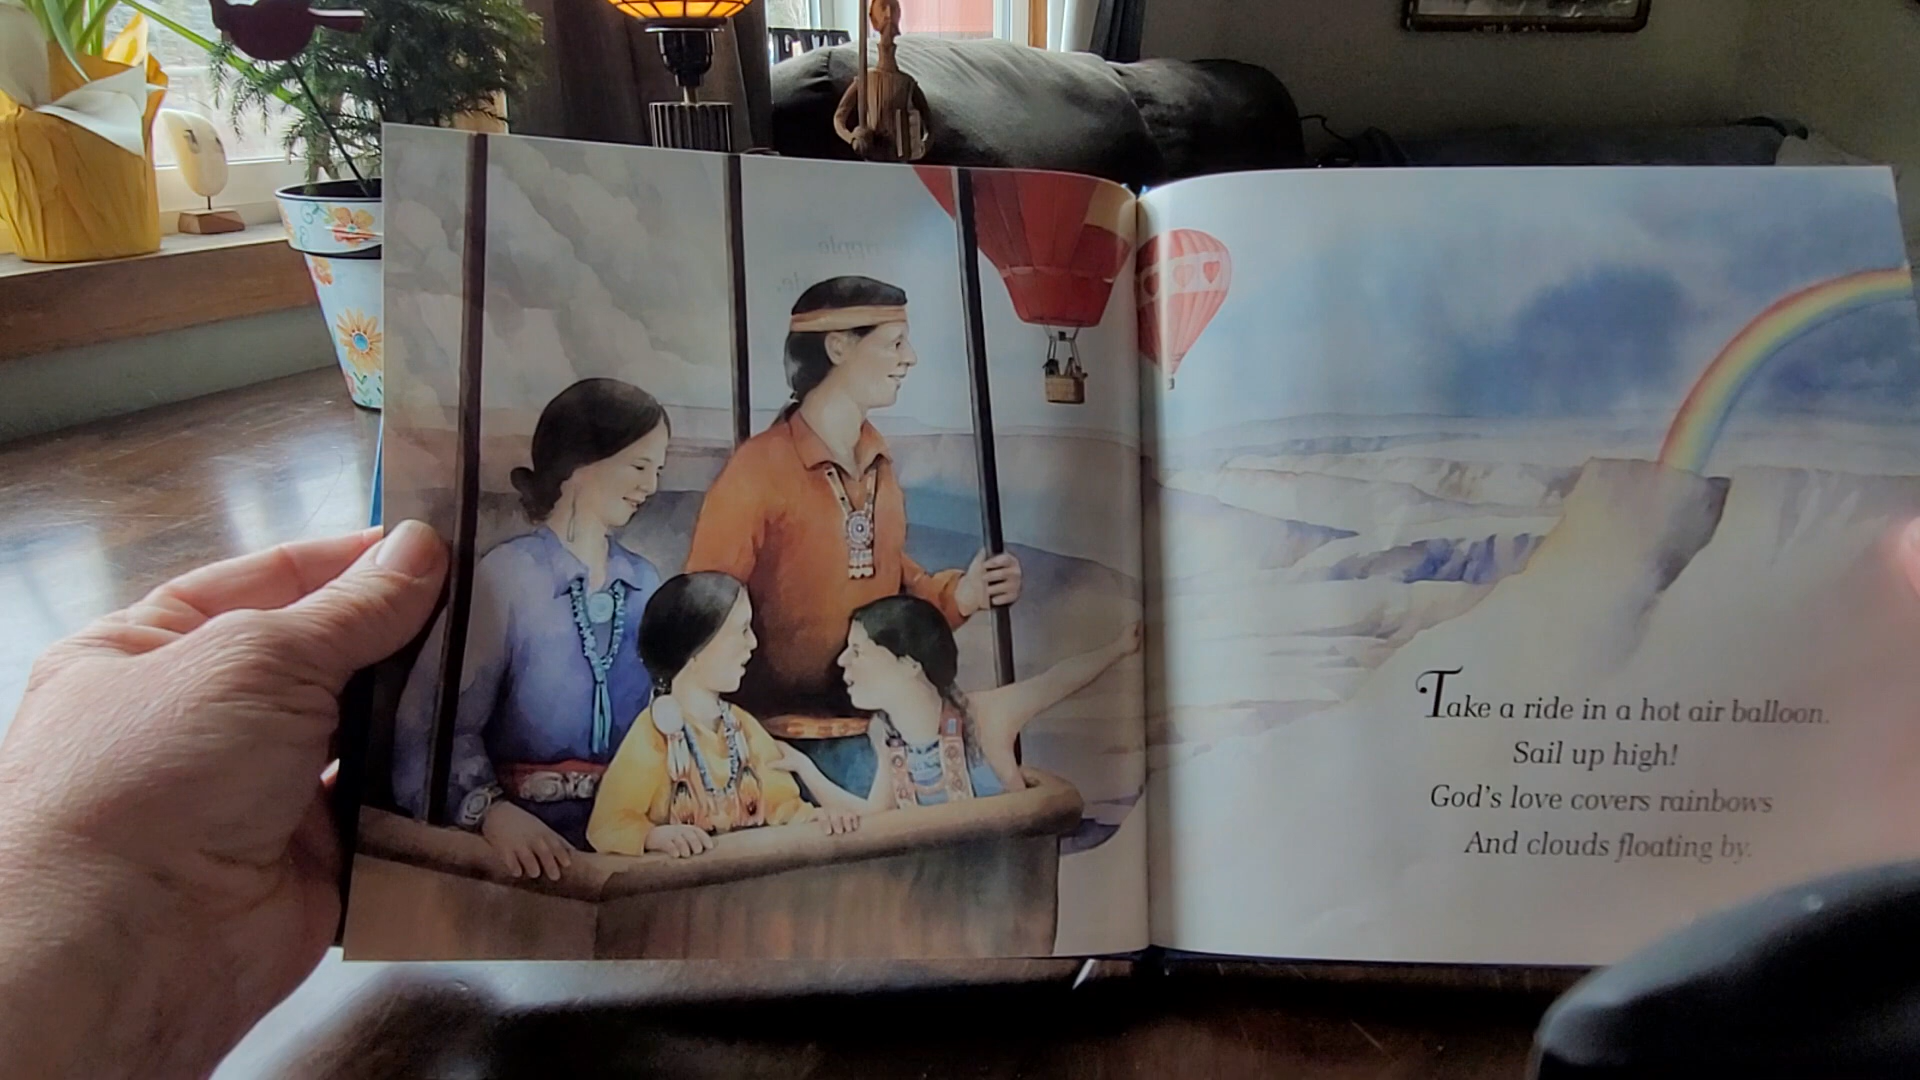 Take a ride in a hot air balloon.
Sail up high!
God's love covers rainbows
And clouds floating by.